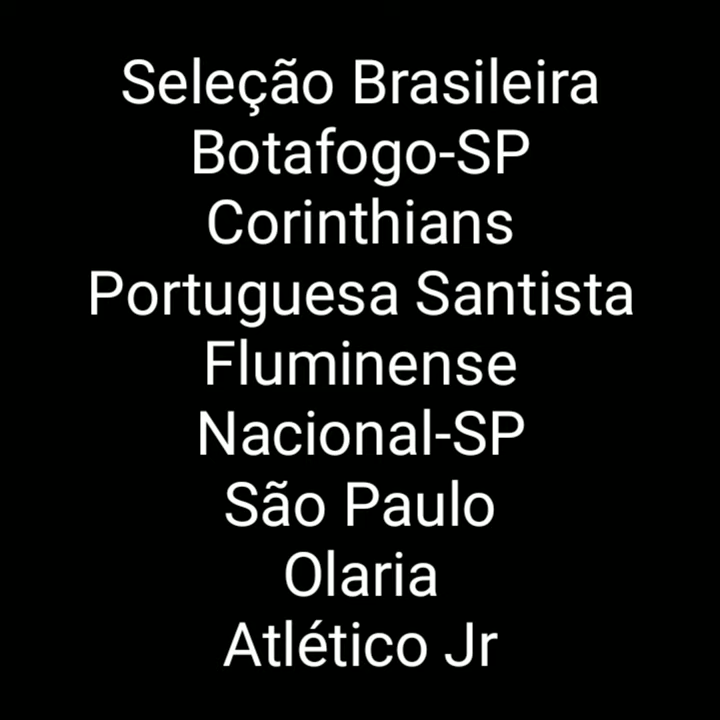 Seleção Brasileira
Botafogo-SP
Corinthians
Portuguesa Santista
Fluminense
Nacional-SP
São Paulo
Olaria
Atlético Jr